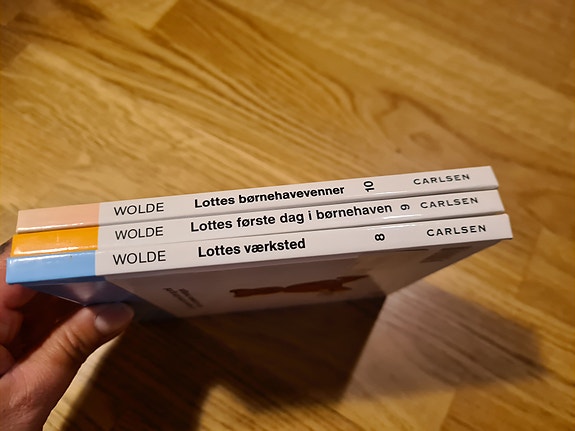 WOLDE Lottes børnehavevenner 10 CARLSEN
WOLDE Lottes første dag i børnehaven 9 CARLSEN
WOLDE Lottes værksted 8 CARLSEN